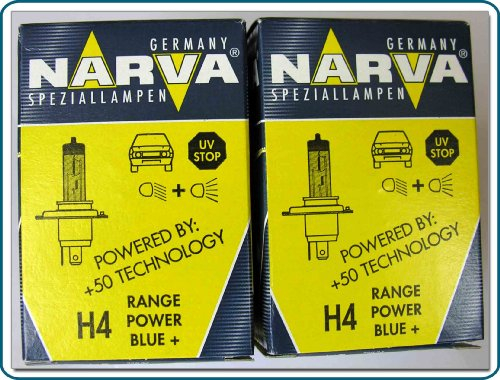 GERMANY
NARVA®
SPEZIALLAMPEN
UV
STOP
+
POWERED BY:
+50 TECHNOLOGY
H4
RANGE
POWER
BLUE +
GERMANY
NARVA®
SPEZIALLAMPEN
UV
STOP
+
POWERED BY:
+50 TECHNOLOGY
H4
RANGE
POWER
BLUE +